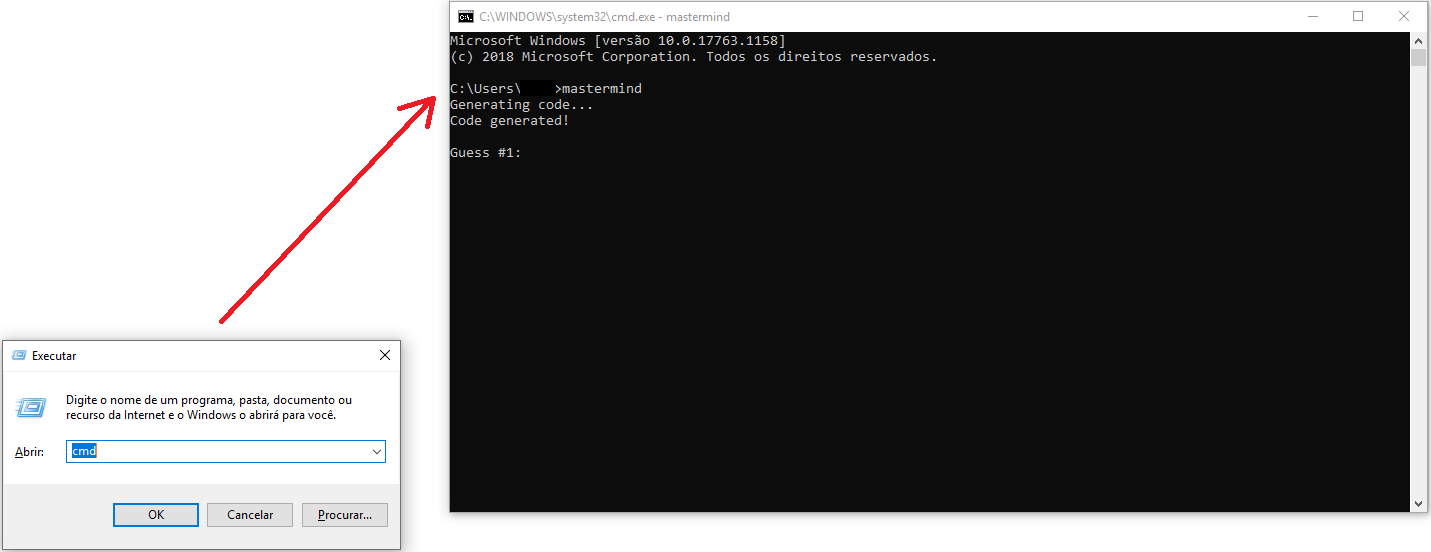 C:\WINDOWS\system32\cmd.exe - mastermind
Microsoft Windows [versão 10.0.17763.1158]
(c) 2018 Microsoft Corporation. Todos os direitos reservados.
C:\Users\ >mastermind
Generating code...
Code generated!
Guess #1:
Executar
Digite o nome de um programa, pasta, documento ou
recurso da Internet e o Windows o abrirá para você.
Abrir: cmd
OK Cancelar Procurar...